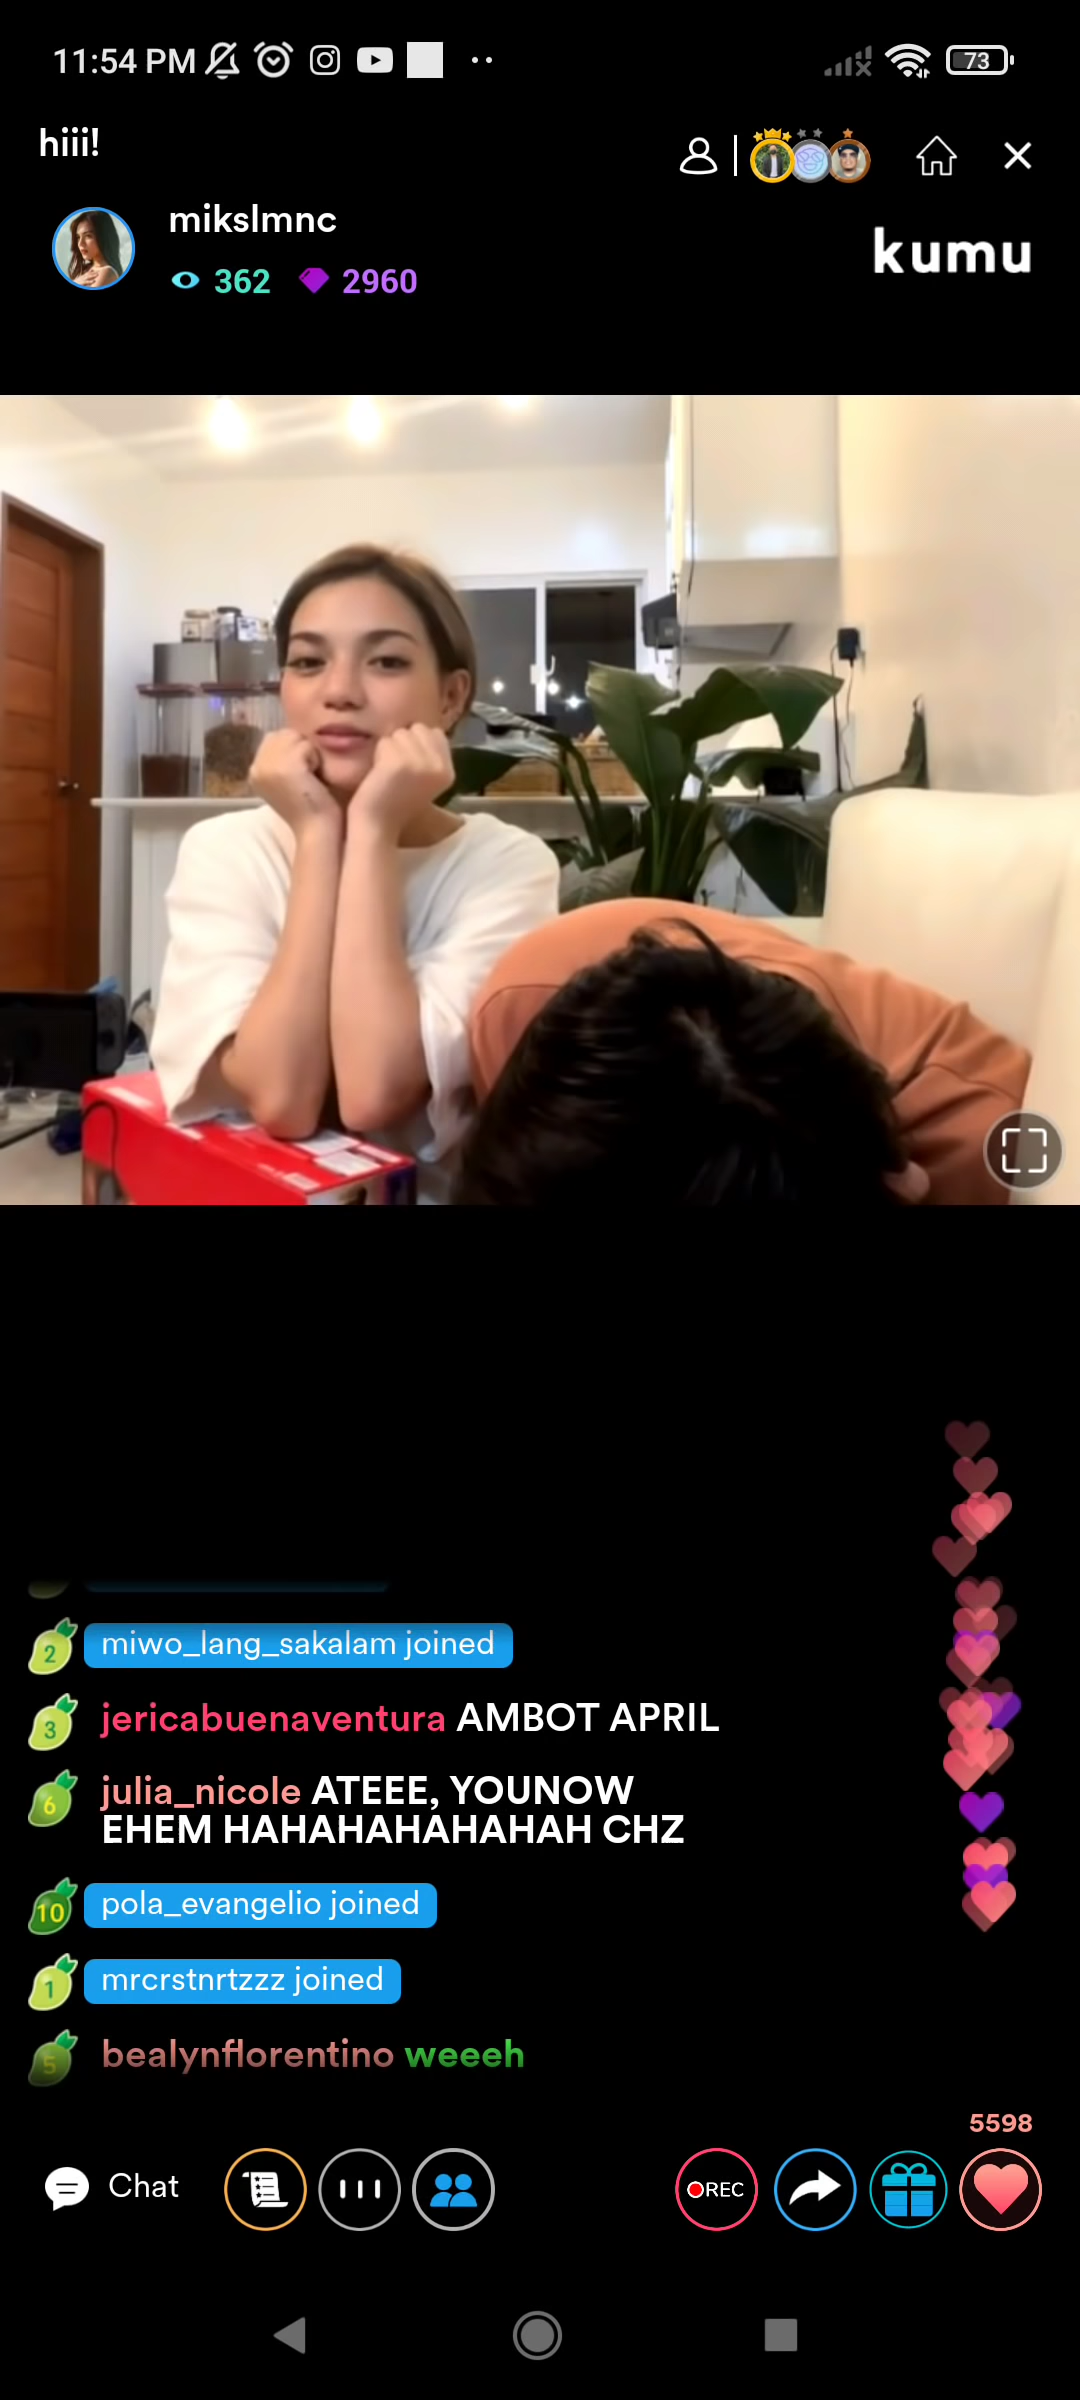 11:54 PM
73
hiii!
mikslmnc
362 2960
kumu
2 miwo_lang_sakalam joined
3 jericabuenaventura AMBOT APRIL
6 julia_nicole ATEEE, YOUNOW
EHEM HAHAHAHAHAHAH CHZ
10 pola_evangelio joined
1 mrcrstnrtzzz joined
5 bealynflorentino weeeh
5598
Chat
REC